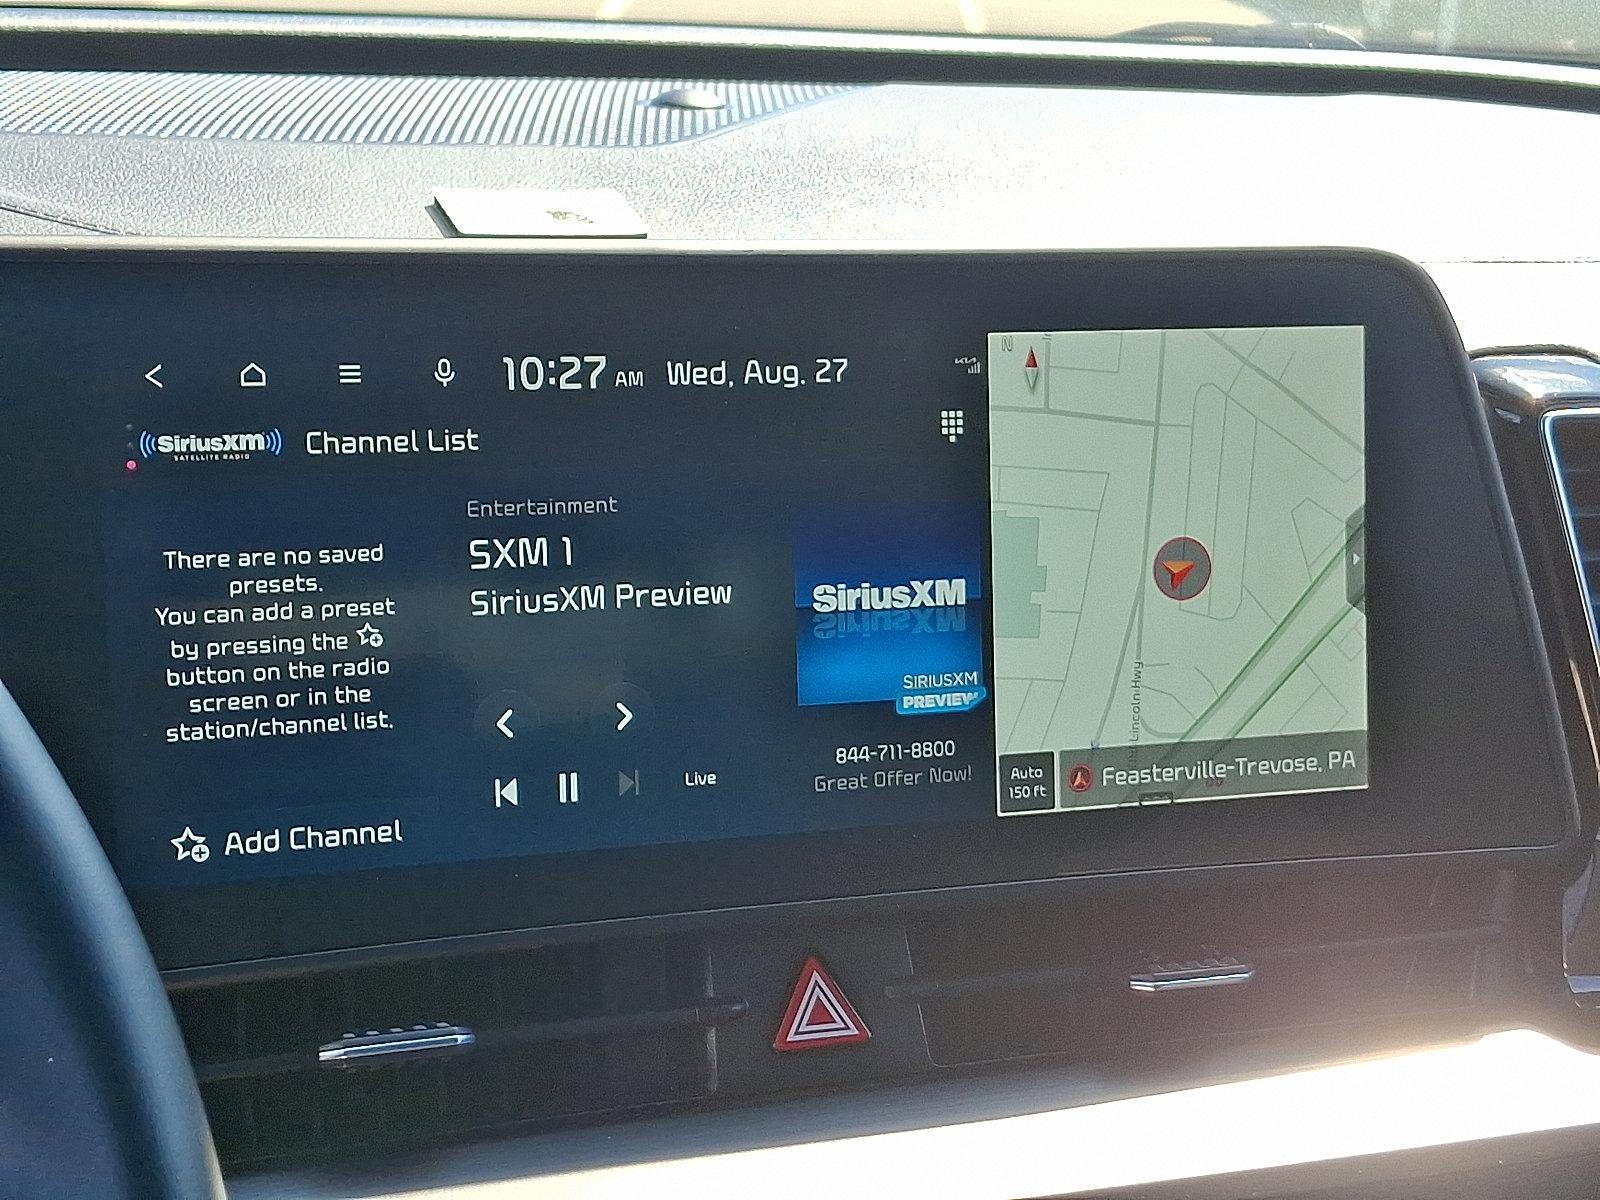 10:27 AM Wed, Aug. 27
KIA
SiriusXM
SATELLITE RADIO
Channel List
There are no saved
presets.
You can add a preset
by pressing the
button on the radio
screen or in the
station/channel list.
Add Channel
Entertainment
SXM 1
SiriusXM Preview
Live
SiriusXM
SIRIUSXM
PREVIEW
844-711-8800
Great Offer Now!
N
Lincoln Hwy
Auto
150 ft
Feasterville-Trevose, PA